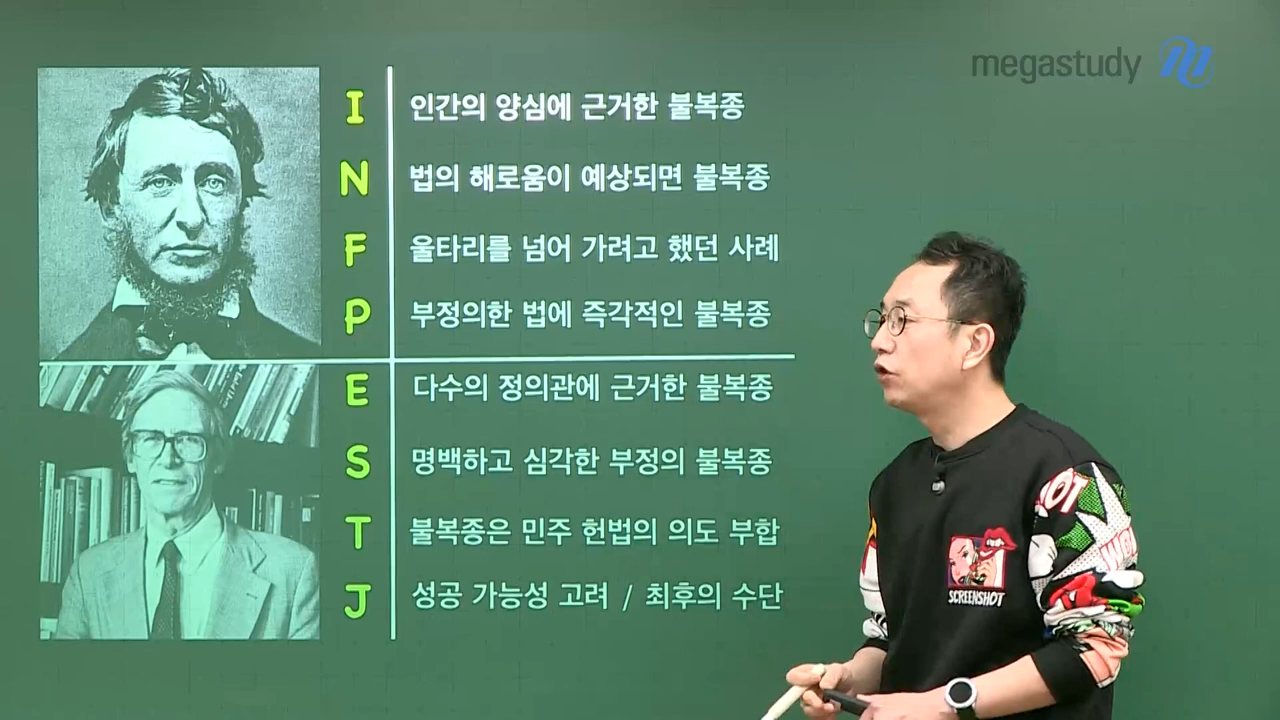 megastudy
I 인간의 양심에 근거한 불복종
N 법의 해로움이 예상되면 불복종
F 울타리를 넘어 가려고 했던 사례
P 부정의한 법에 즉각적인 불복종
E 다수의 정의관에 근거한 불복종
S 명백하고 심각한 부정의 불복종
T 불복종은 민주 헌법의 의도 부합
J 성공 가능성 고려 / 최후의 수단
SCREENSHOT